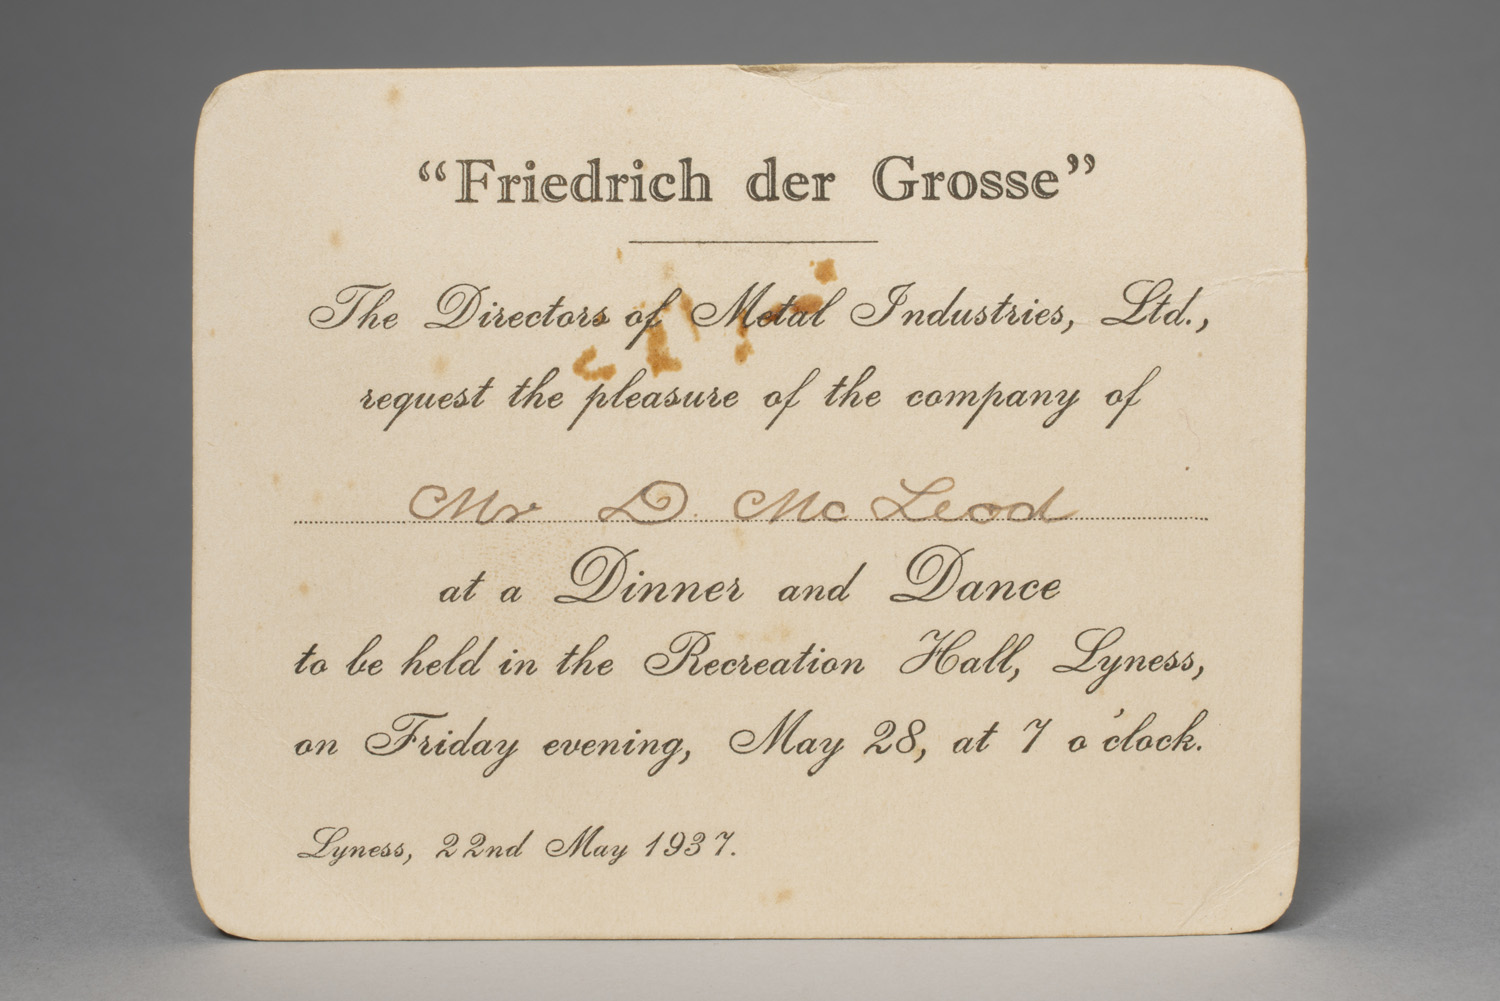 “Friedrich der Grosse”
The Directors of Metal Industries, Ltd.,
request the pleasure of the company of
Mr D. Mc Leod
at a Dinner and Dance
to be held in the Recreation Hall, Lyness,
on Friday evening, May 28, at 7 o'clock.
Lyness, 22nd May 1937.